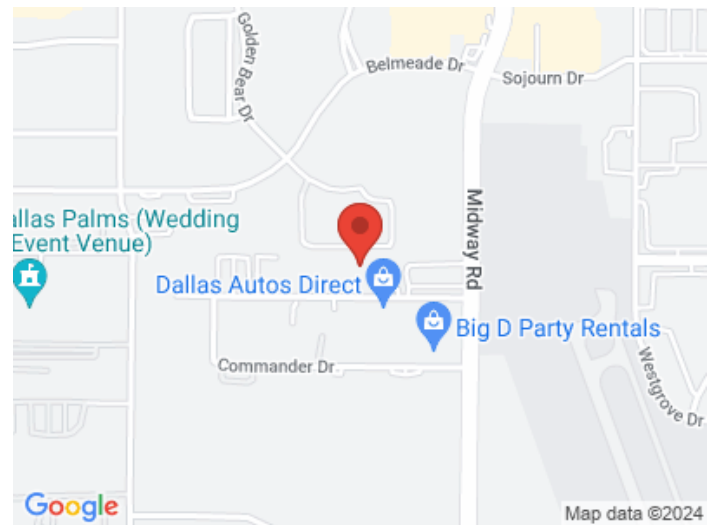 Golden Bear Dr
Belmeade Dr
Sojourn Dr
allas Palms (Wedding
Event Venue)
Midway Rd
Dallas Autos Direct
Big D Party Rentals
Commander Dr
Westgrove Dr
Google
Map data ©2024